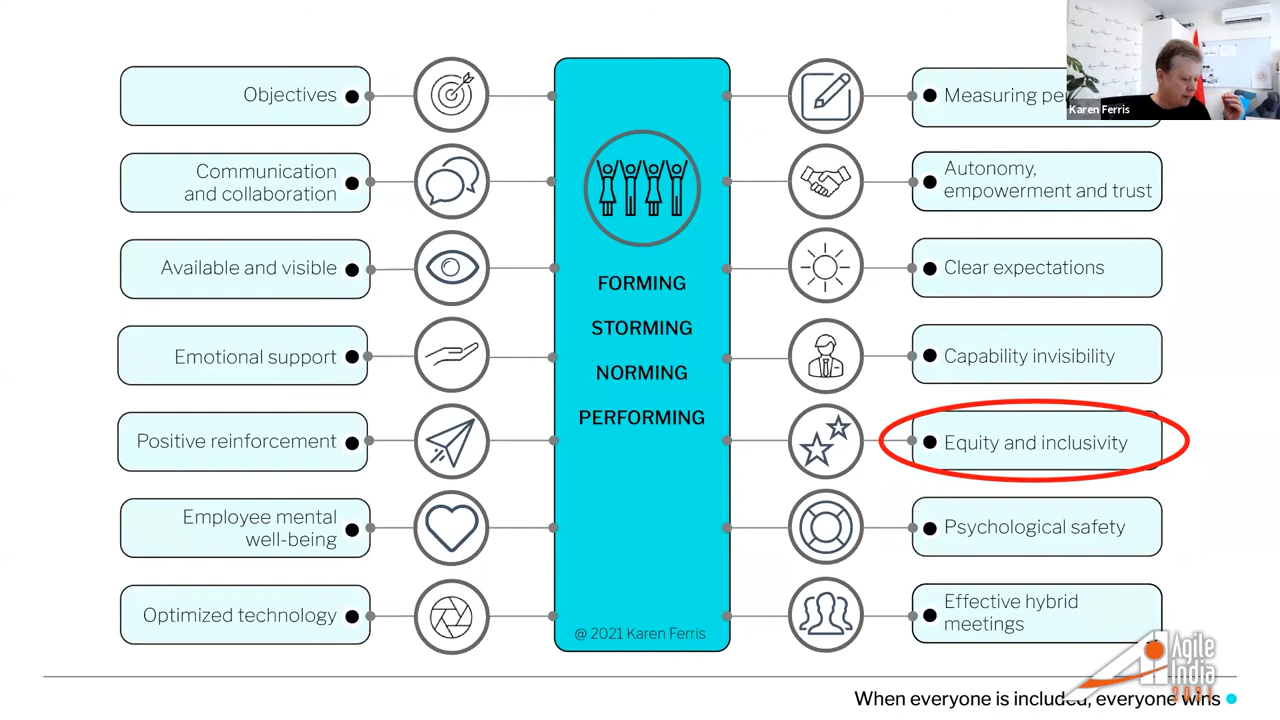 Objectives
Communication
and collaboration
Available and visible
Emotional support
Positive reinforcement
Employee mental
well-being
Optimized technology
FORMING
STORMING
NORMING
PERFORMING
@ 2021 Karen Ferris
Measuring
Autonomy,
empowerment and trust
Clear expectations
Capability invisibility
Equity and inclusivity
Psychological safety
Effective hybrid
meetings
Karen Ferris
Agile
India
2021
When everyone is included, everyone wins